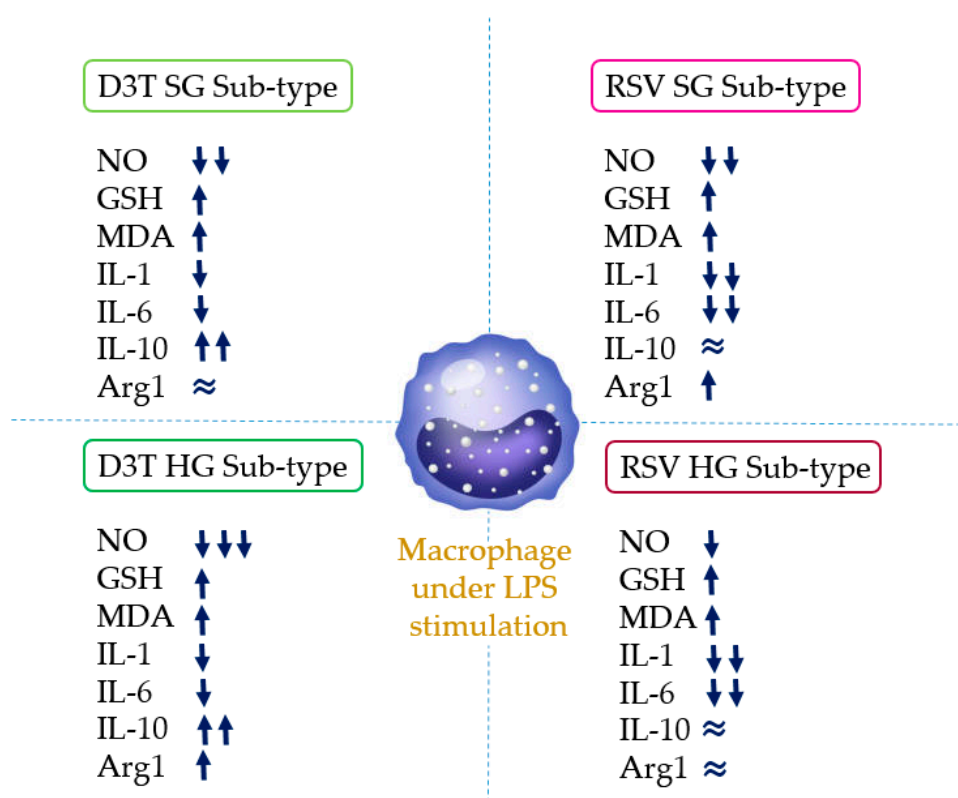 D3T SG Sub-type
NO ↓↓
GSH ↑
MDA ↑
IL-1 ↓
IL-6 ↓
IL-10 ↑↑
Arg1 ≈
RSV SG Sub-type
NO ↓↓
GSH ↑
MDA ↑
IL-1 ↓↓
IL-6 ↓↓
IL-10 ≈
Arg1 ↑
D3T HG Sub-type
NO ↓↓↓
GSH ↑
MDA ↑
IL-1 ↓
IL-6 ↓
IL-10 ↑↑
Arg1 ↑
Macrophage
under LPS
stimulation
RSV HG Sub-type
NO ↓
GSH ↑
MDA ↑
IL-1 ↓↓
IL-6 ↓↓
IL-10 ≈
Arg1 ≈